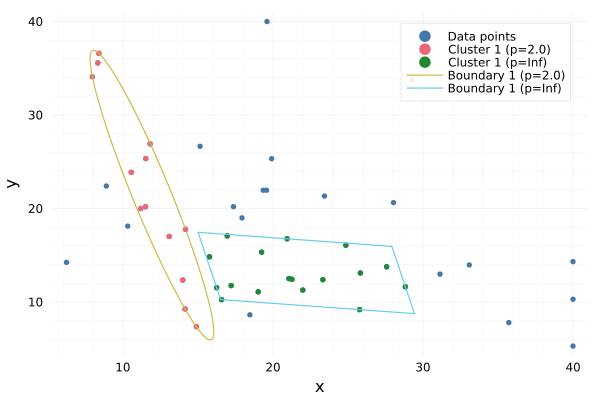 40
30
20
10
y
10
20
30
40
x
Data points
Cluster 1 (p=2.0)
Cluster 1 (p=Inf)
Boundary 1 (p=2.0)
Boundary 1 (p=Inf)